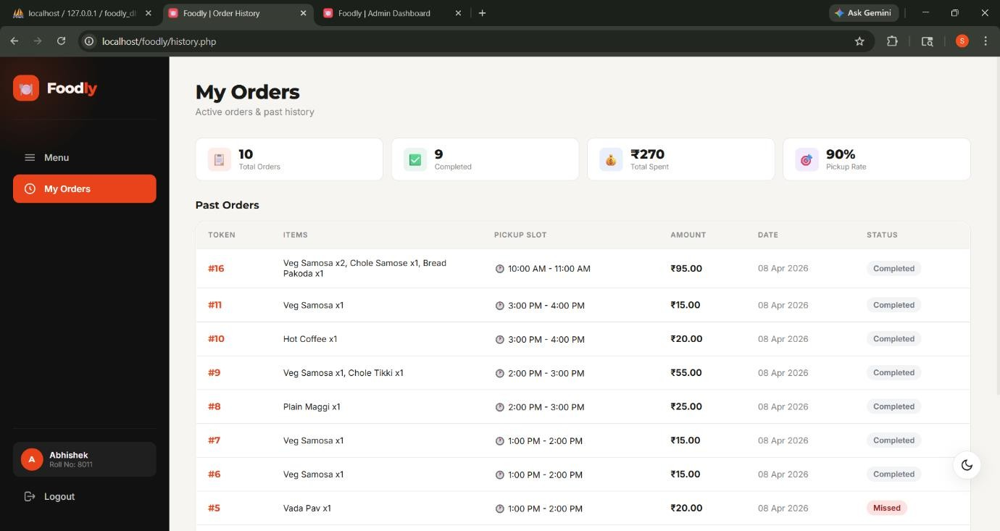 localhost / 127.0.0.1 / foodly_d
Foodly | Order History
Foodly | Admin Dashboard
Ask Gemini
localhost/foodly/history.php
S
Foodly
Menu
My Orders
Abhishek
A
Roll No: 8011
Logout
My Orders
Active orders & past history
10
Total Orders
9
Completed
₹270
Total Spent
90%
Pickup Rate
Past Orders
TOKEN ITEMS PICKUP SLOT AMOUNT DATE STATUS
#16 Veg Samosa x2, Chole Samose x1, Bread Pakoda x1 10:00 AM - 11:00 AM ₹95.00 08 Apr 2026 Completed
#11 Veg Samosa x1 3:00 PM - 4:00 PM ₹15.00 08 Apr 2026 Completed
#10 Hot Coffee x1 3:00 PM - 4:00 PM ₹20.00 08 Apr 2026 Completed
#9 Veg Samosa x1, Chole Tikki x1 2:00 PM - 3:00 PM ₹55.00 08 Apr 2026 Completed
#8 Plain Maggi x1 2:00 PM - 3:00 PM ₹25.00 08 Apr 2026 Completed
#7 Veg Samosa x1 1:00 PM - 2:00 PM ₹15.00 08 Apr 2026 Completed
#6 Veg Samosa x1 1:00 PM - 2:00 PM ₹15.00 08 Apr 2026 Completed
#5 Vada Pav x1 1:00 PM - 2:00 PM ₹20.00 08 Apr 2026 Missed